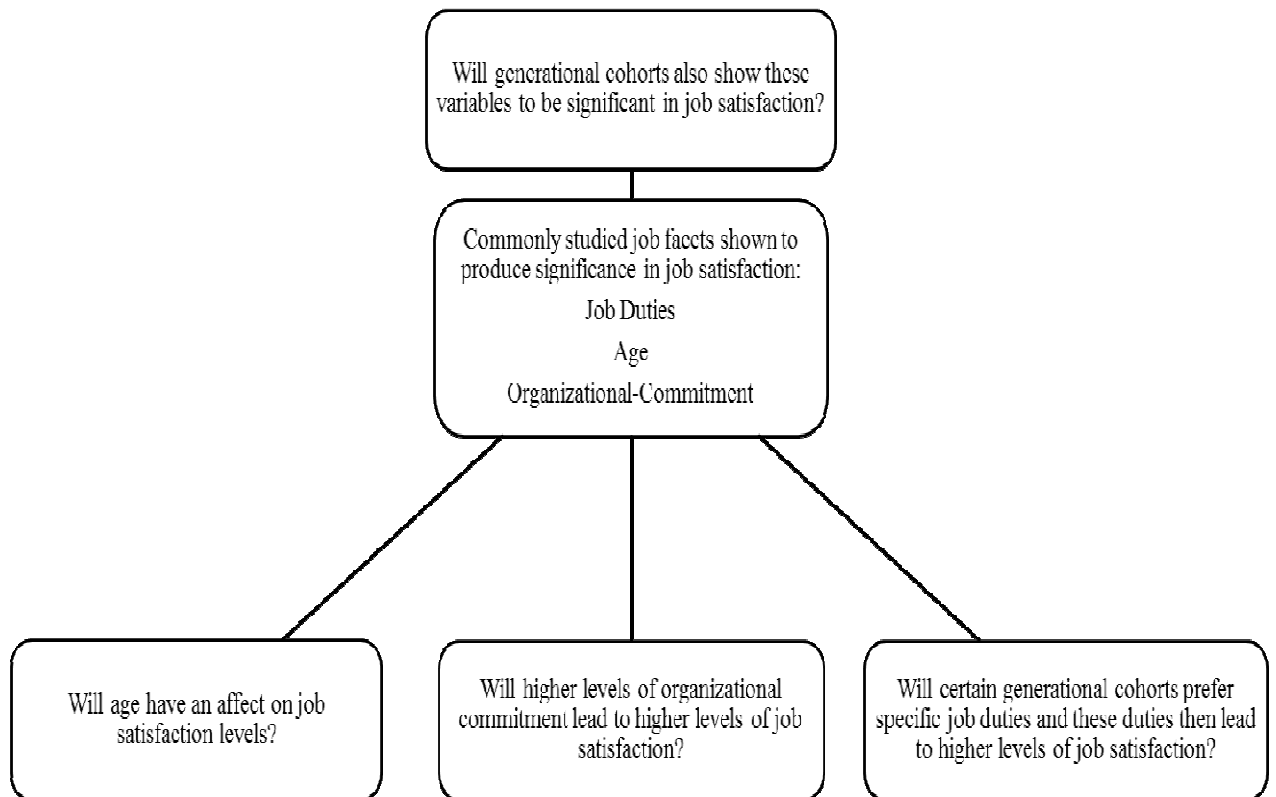 Will generational cohorts also show these
variables to be significant in job satisfaction?
Commonly studied job facets shown to
produce significance in job satisfaction:
Job Duties
Age
Organizational-Commitment
Will age have an affect on job
satisfaction levels?
Will higher levels of organizational
commitment lead to higher levels of job
satisfaction?
Will certain generational cohorts prefer
specific job duties and these duties then lead
to higher levels of job satisfaction?